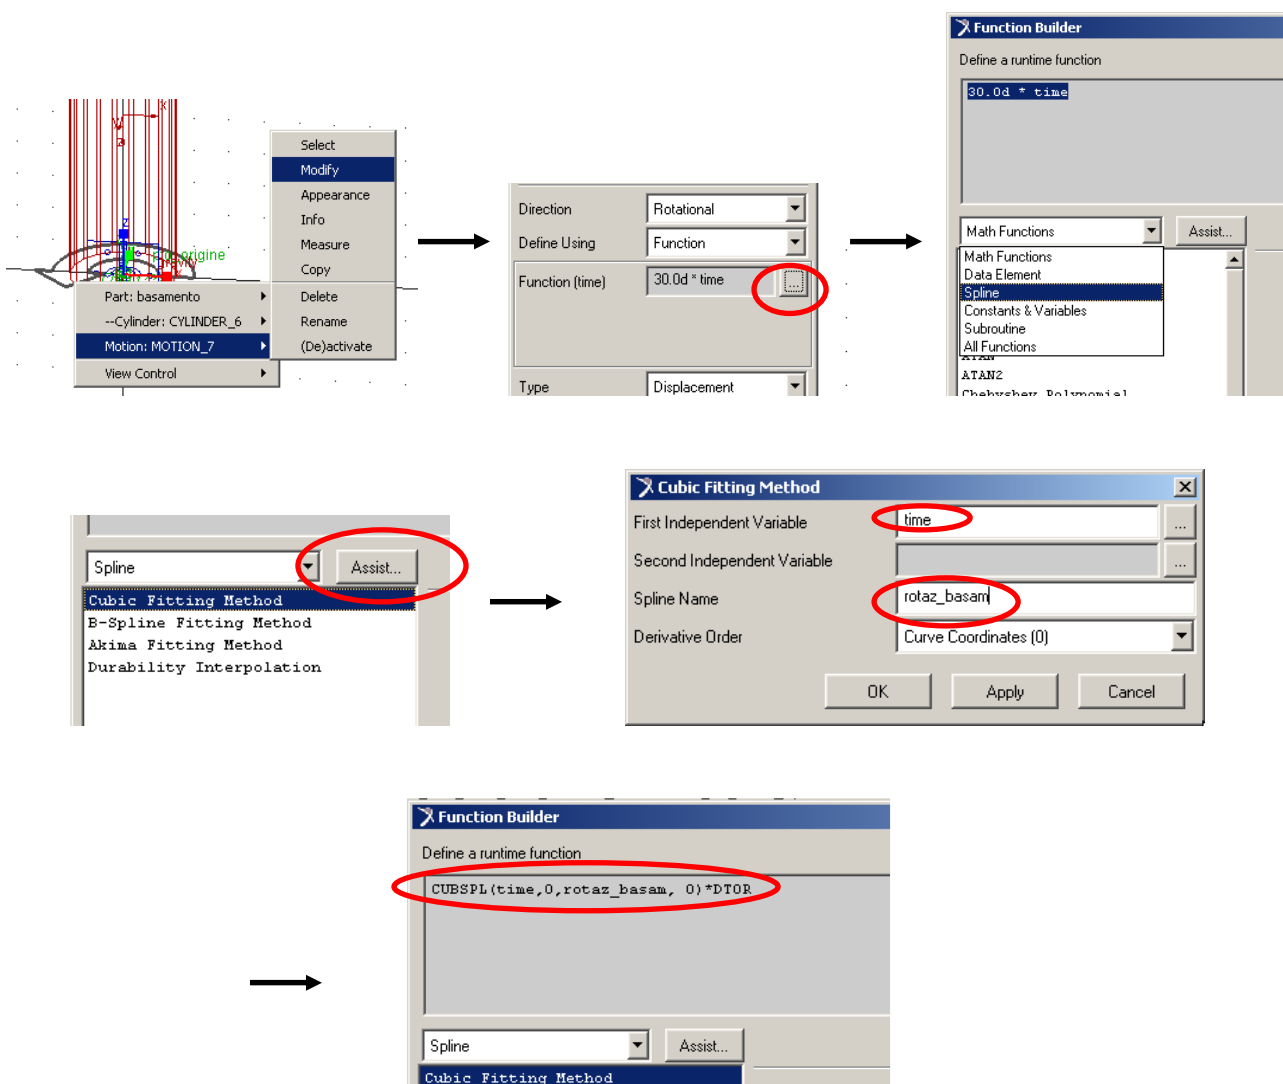 Function Builder
Define a runtime function
30.0d * time
Math Functions
Assist...
Math Functions
Data Element
Spline
Constants & Variables
Subroutine
All Functions
ATAN
ATAN2
Chebyshev Polynomial
x
z
origine
gravity
x
Part: basamento
--Cylinder: CYLINDER_6
Motion: MOTION_7
View Control
Select
Modify
Appearance
Info
Measure
Copy
Delete
Rename
(De)activate
Direction
Rotational
Define Using
Function
Function (time)
30.0d * time
...
Type
Displacement
Spline
Assist...
Cubic Fitting Method
B-Spline Fitting Method
Akima Fitting Method
Durability Interpolation
Cubic Fitting Method
First Independent Variable
time
...
Second Independent Variable
...
Spline Name
rotaz_basam
Derivative Order
Curve Coordinates (0)
OK
Apply
Cancel
Function Builder
Define a runtime function
CUBSPL(time,0,rotaz_basam, 0)*DTOR
Spline
Assist...
Cubic Fitting Method